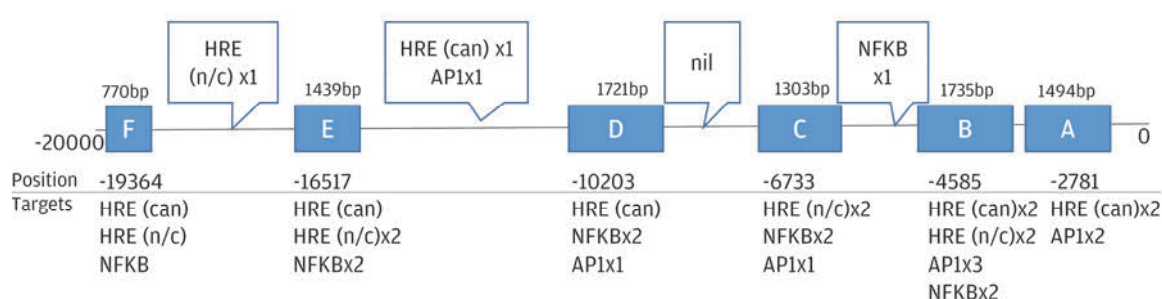 HRE
(n/c) x1
HRE (can) x1
AP1x1
nil
NFKB
x1
770bp
1439bp
1721bp
1303bp
1735bp
1494bp
F
E
D
C
B
A
-20000
0
Position -19364 -16517 -10203 -6733 -4585 -2781
Targets HRE (can) HRE (can) HRE (can) HRE (n/c)x2 HRE (can)x2 HRE (can)x2
HRE (n/c) HRE (n/c)x2 NFKBx2 NFKBx2 HRE (n/c)x2 AP1x2
NFKB NFKBx2 AP1x1 AP1x1 AP1x3
NFKBx2